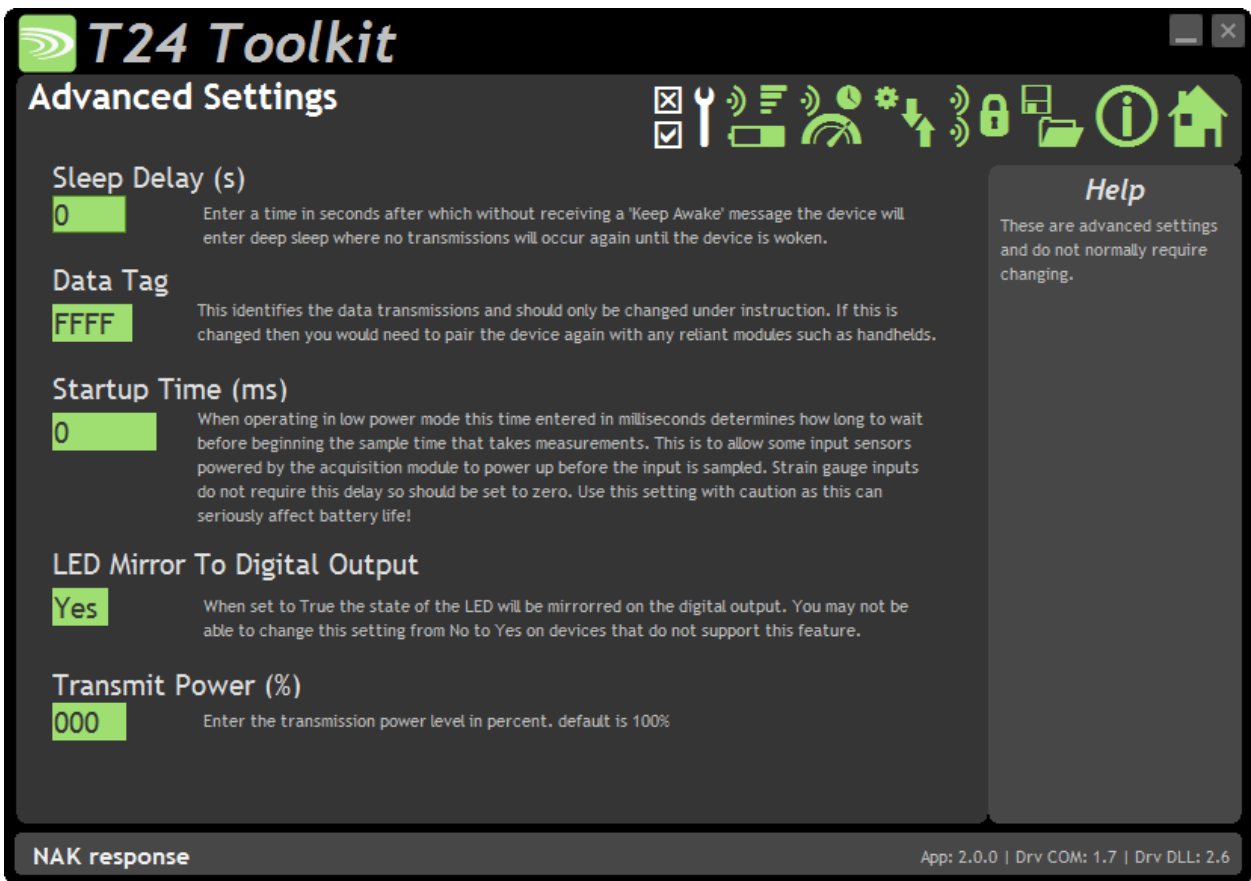 T24 Toolkit
Advanced Settings
Sleep Delay (s)
0
Enter a time in seconds after which without receiving a 'Keep Awake' message the device will
enter deep sleep where no transmissions will occur again until the device is woken.
Data Tag
FFFF
This identifies the data transmissions and should only be changed under instruction. If this is
changed then you would need to pair the device again with any reliant modules such as handhelds.
Startup Time (ms)
0
When operating in low power mode this time entered in milliseconds determines how long to wait
before beginning the sample time that takes measurements. This is to allow some input sensors
powered by the acquisition module to power up before the input is sampled. Strain gauge inputs
do not require this delay so should be set to zero. Use this setting with caution as this can
seriously affect battery life!
LED Mirror To Digital Output
Yes
When set to True the state of the LED will be mirrorred on the digital output. You may not be
able to change this setting from No to Yes on devices that do not support this feature.
Transmit Power (%)
000
Enter the transmission power level in percent. default is 100%
Help
These are advanced settings
and do not normally require
changing.
NAK response
App: 2.0.0 | Drv COM: 1.7 | Drv DLL: 2.6